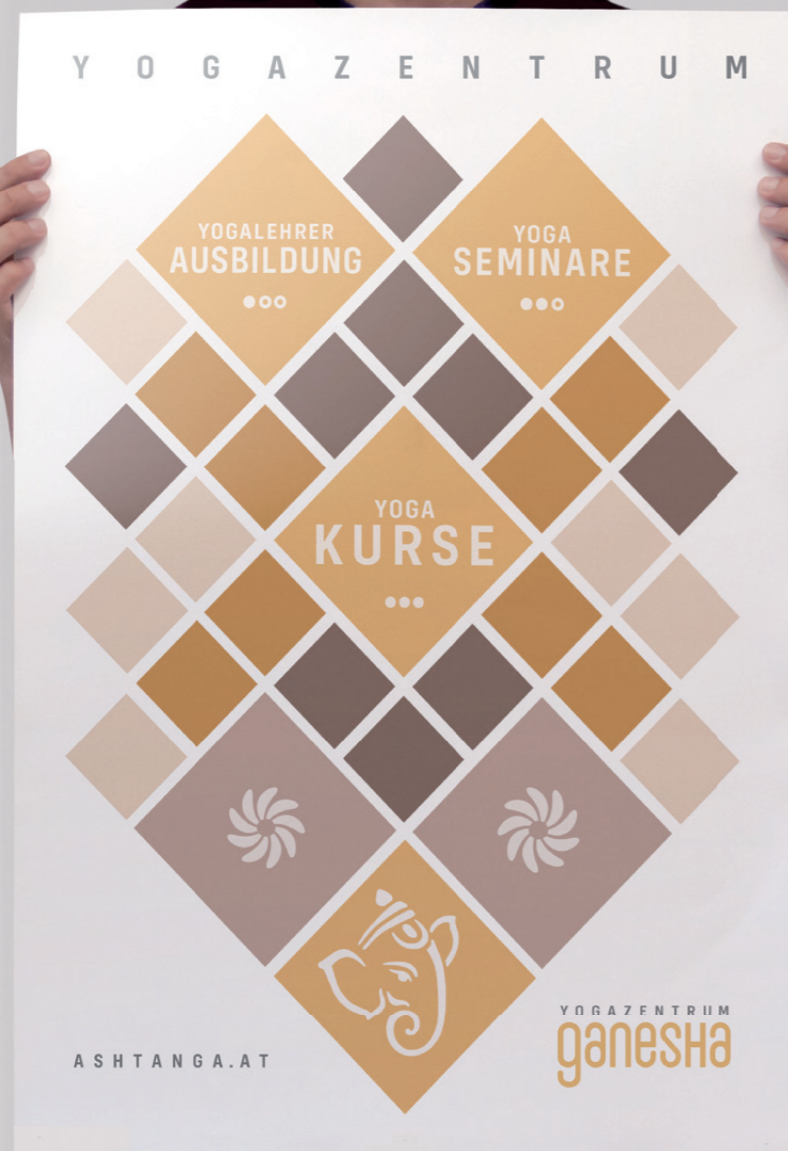 YOGAZENTRUM
YOGALEHRER
AUSBILDUNG
YOGA
SEMINARE
YOGA
KURSE
ASHTANGA.AT
YOGAZENTRUM
ganesha